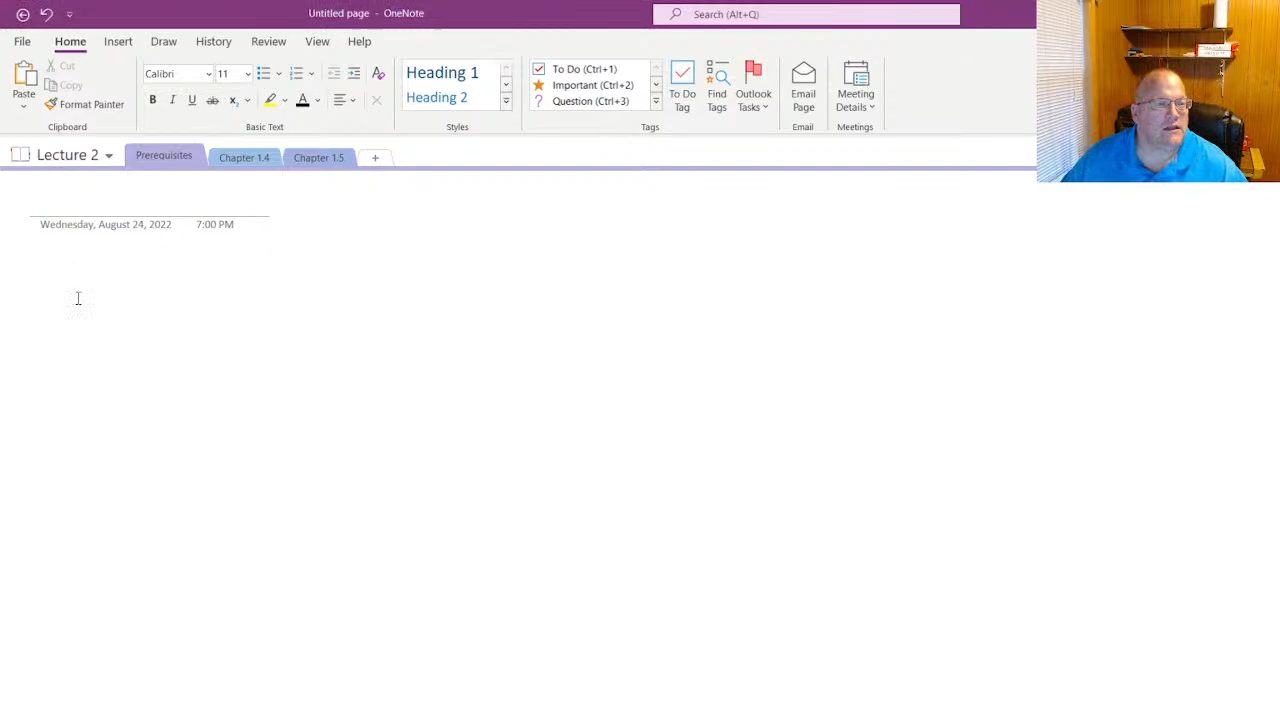 Untitled page - OneNote
Search (Alt+Q)
File Home Insert Draw History Review View Help
Paste
Cut
Copy
Format Painter
Clipboard
Calibri 11
B I U ab x₂ A
Basic Text
Heading 1
Heading 2
Styles
To Do (Ctrl+1)
Important (Ctrl+2)
? Question (Ctrl+3)
To Do Tag
Find Tags
Outlook Tasks
Tags
Email Page
Email
Meeting Details
Meetings
Lecture 2 Prerequisites Chapter 1.4 Chapter 1.5 +
Wednesday, August 24, 2022 7:00 PM